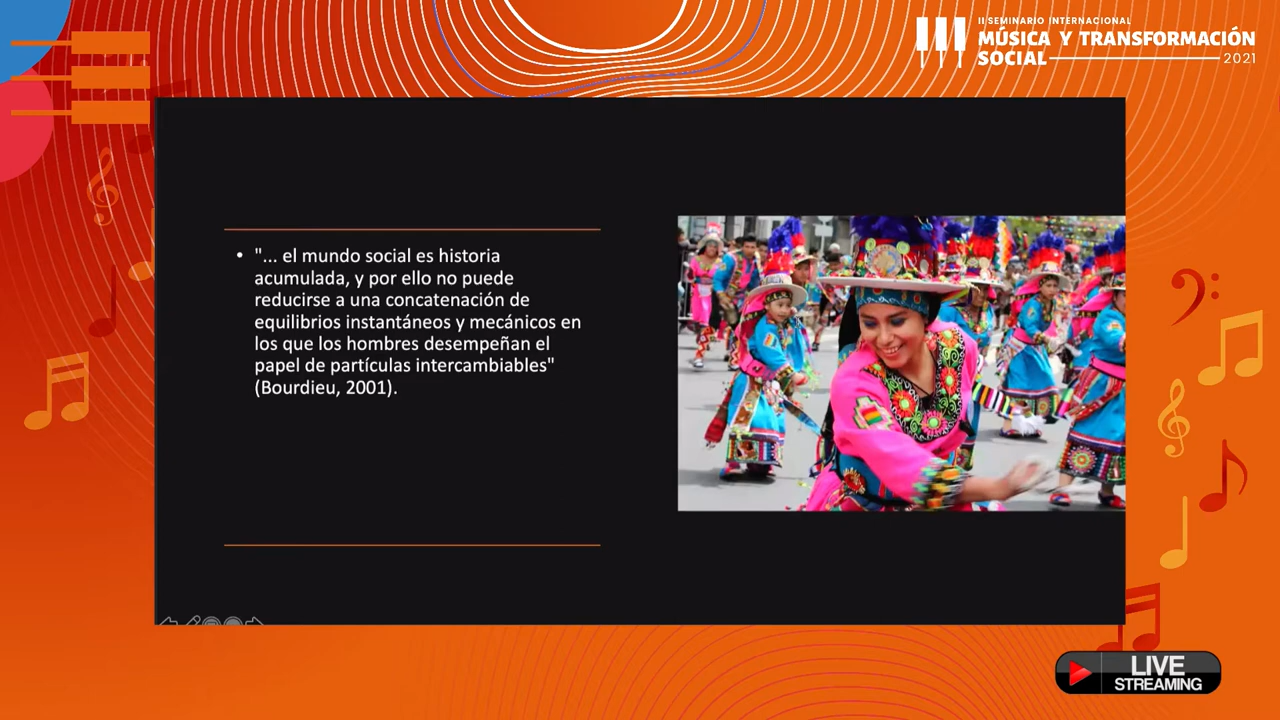 II SEMINARIO INTERNACIONAL
MÚSICA Y TRANSFORMACIÓN
SOCIAL
2021
• "... el mundo social es historia
acumulada, y por ello no puede
reducirse a una concatenación de
equilibrios instantáneos y mecánicos en
los que los hombres desempeñan el
papel de partículas intercambiables"
(Bourdieu, 2001).
LIVE
STREAMING